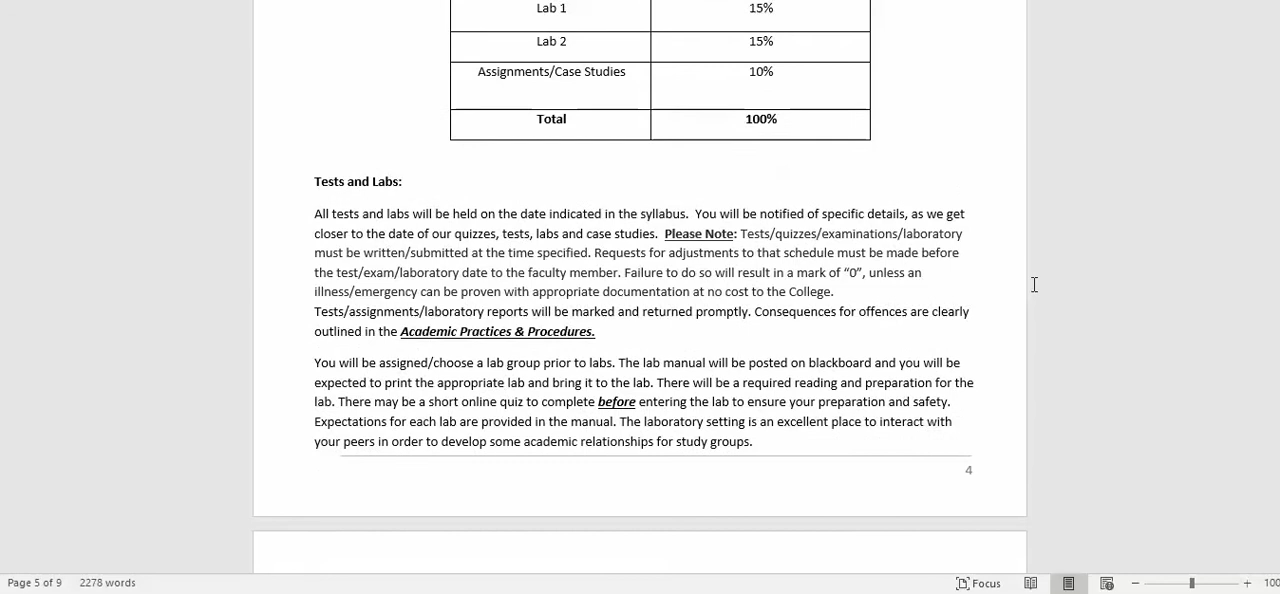 Lab 1 15%
Lab 2 15%
Assignments/Case Studies 10%
Total 100%
Tests and Labs:
All tests and labs will be held on the date indicated in the syllabus.  You will be notified of specific details, as we get
closer to the date of our quizzes, tests, labs and case studies.  Please Note: Tests/quizzes/examinations/laboratory
must be written/submitted at the time specified. Requests for adjustments to that schedule must be made before
the test/exam/laboratory date to the faculty member. Failure to do so will result in a mark of “0”, unless an
illness/emergency can be proven with appropriate documentation at no cost to the College.
Tests/assignments/laboratory reports will be marked and returned promptly. Consequences for offences are clearly
outlined in the Academic Practices & Procedures.
You will be assigned/choose a lab group prior to labs. The lab manual will be posted on blackboard and you will be
expected to print the appropriate lab and bring it to the lab. There will be a required reading and preparation for the
lab. There may be a short online quiz to complete before entering the lab to ensure your preparation and safety.
Expectations for each lab are provided in the manual. The laboratory setting is an excellent place to interact with
your peers in order to develop some academic relationships for study groups.
4
Page 5 of 9 2278 words Focus 100